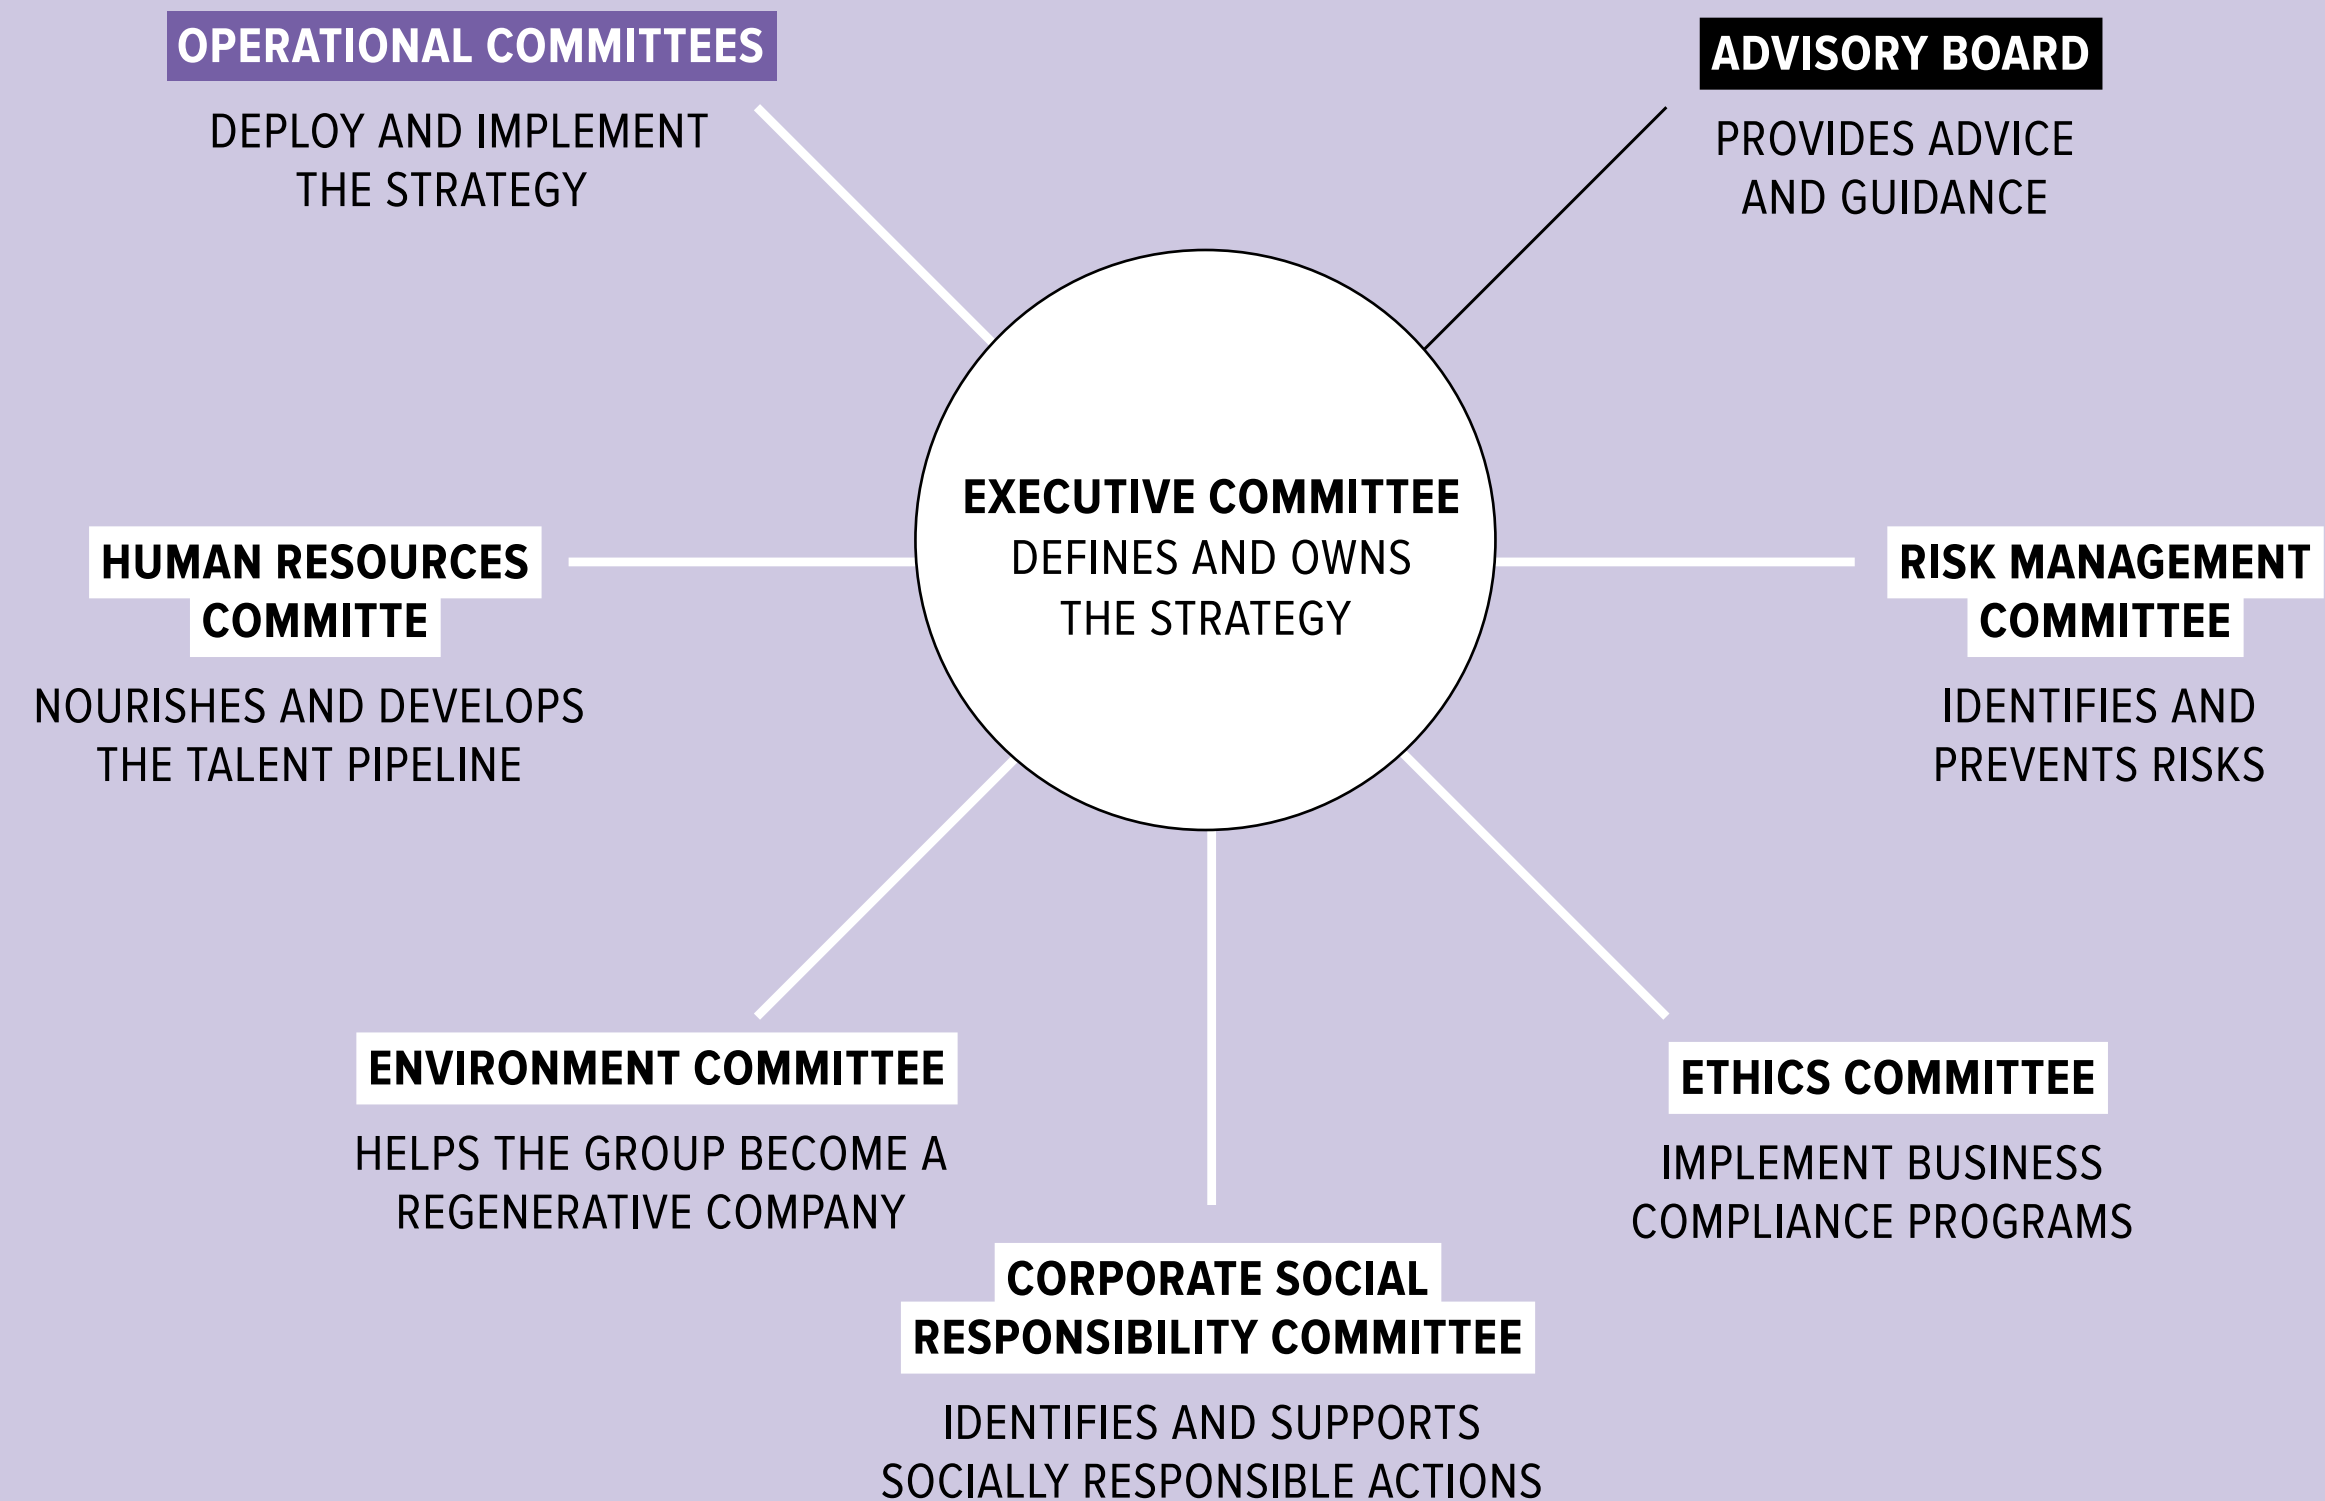 OPERATIONAL COMMITTEES
DEPLOY AND IMPLEMENT
THE STRATEGY
ADVISORY BOARD
PROVIDES ADVICE
AND GUIDANCE
EXECUTIVE COMMITTEE
DEFINES AND OWNS
THE STRATEGY
HUMAN RESOURCES
COMMITTE
NOURISHES AND DEVELOPS
THE TALENT PIPELINE
RISK MANAGEMENT
COMMITTEE
IDENTIFIES AND
PREVENTS RISKS
ENVIRONMENT COMMITTEE
HELPS THE GROUP BECOME A
REGENERATIVE COMPANY
ETHICS COMMITTEE
IMPLEMENT BUSINESS
COMPLIANCE PROGRAMS
CORPORATE SOCIAL
RESPONSIBILITY COMMITTEE
IDENTIFIES AND SUPPORTS
SOCIALLY RESPONSIBLE ACTIONS